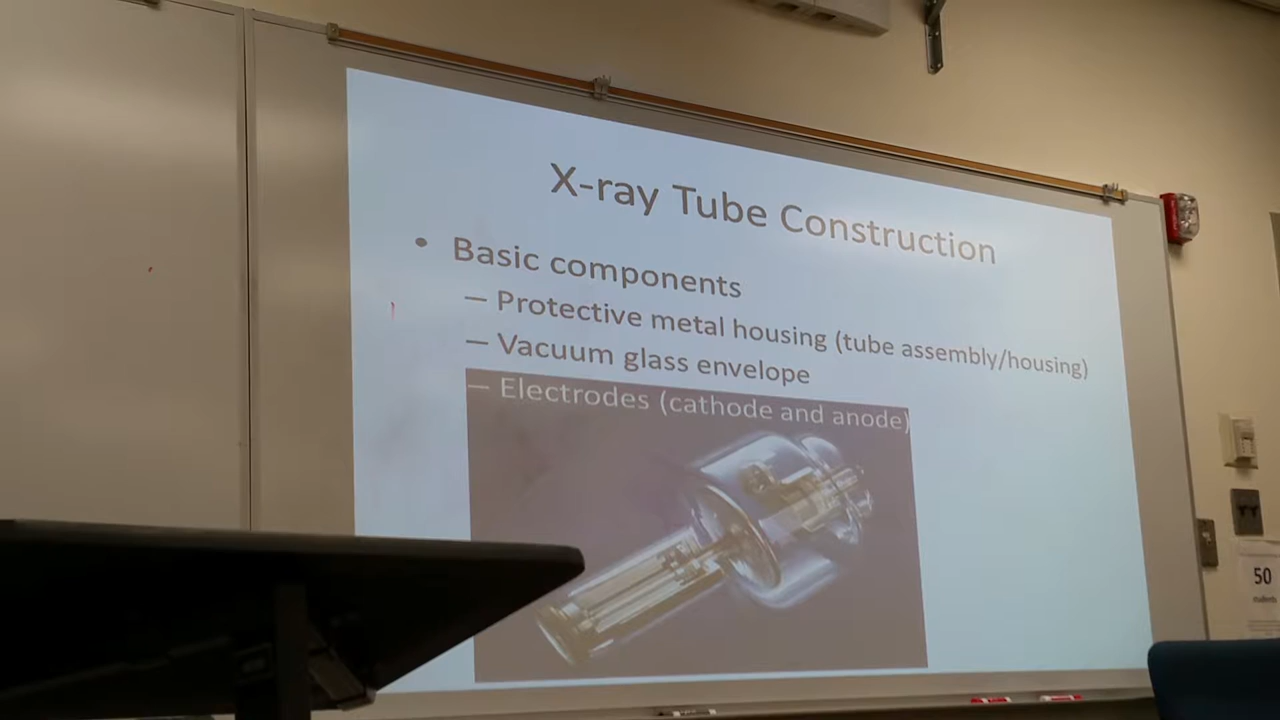 X-ray Tube Construction
• Basic components
– Protective metal housing (tube assembly/housing)
– Vacuum glass envelope
– Electrodes (cathode and anode)
50
students